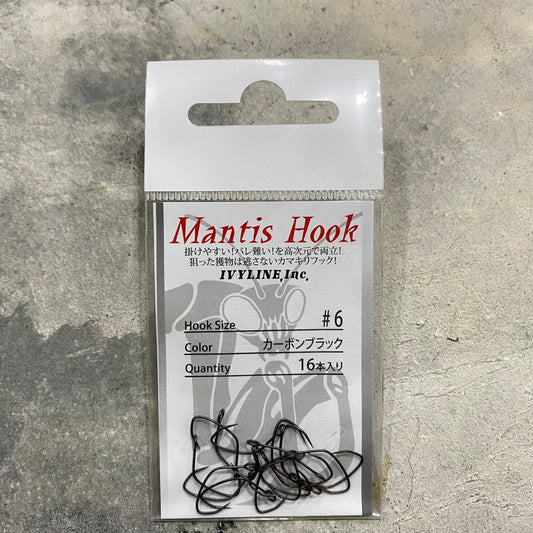 Mantis Hook
掛けやすい!バレ難い!を高次元で両立!
狙った獲物は逃さないカマキリフック!
IVYLINE,Inc,
Hook Size #6
Color カーボンブラック
Quantity 16本入り